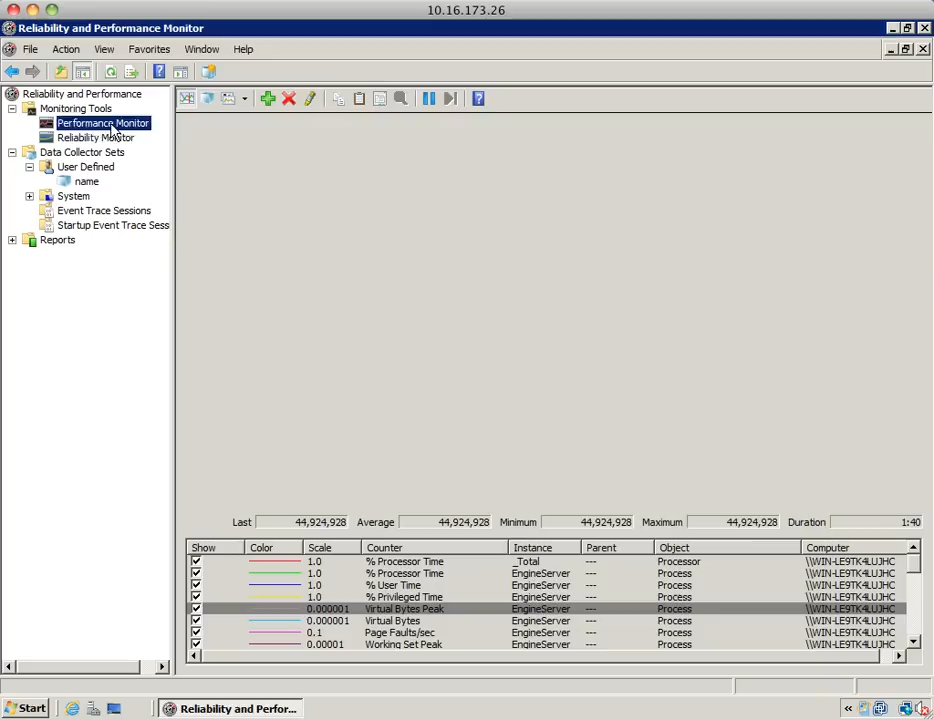 10.16.173.26
Reliability and Performance Monitor
File Action View Favorites Window Help
Reliability and Performance
Monitoring Tools
Performance Monitor
Reliability Monitor
Data Collector Sets
User Defined
name
System
Event Trace Sessions
Startup Event Trace Sess
Reports
Last 44,924,928 Average 44,924,928 Minimum 44,924,928 Maximum 44,924,928 Duration 1:40
Show Color Scale Counter Instance Parent Object Computer
1.0 % Processor Time _Total --- Processor \\WIN-LE9TK4LUJHC
1.0 % Processor Time EngineServer --- Process \\WIN-LE9TK4LUJHC
1.0 % User Time EngineServer --- Process \\WIN-LE9TK4LUJHC
1.0 % Privileged Time EngineServer --- Process \\WIN-LE9TK4LUJHC
0.000001 Virtual Bytes Peak EngineServer --- Process \\WIN-LE9TK4LUJHC
0.000001 Virtual Bytes EngineServer --- Process \\WIN-LE9TK4LUJHC
0.1 Page Faults/sec EngineServer --- Process \\WIN-LE9TK4LUJHC
0.00001 Working Set Peak EngineServer --- Process \\WIN-LE9TK4LUJHC
Start Reliability and Perfor... «